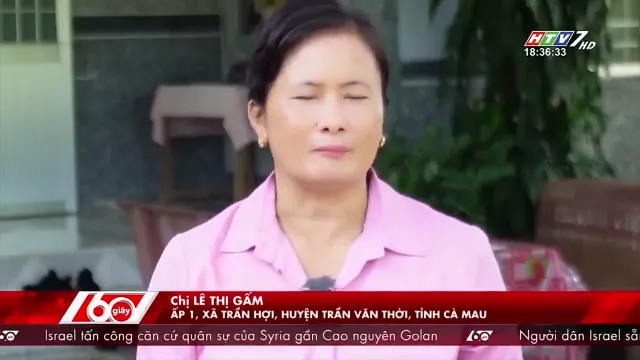 HTV7 HD
18:36:33
60 giây
Chị LÊ THỊ GẤM
ẤP 1, XÃ TRẦN HỢI, HUYỆN TRẦN VĂN THỜI, TỈNH CÀ MAU
Israel tấn công căn cứ quân sự của Syria gần Cao nguyên Golan
Người dân Israel sẵ